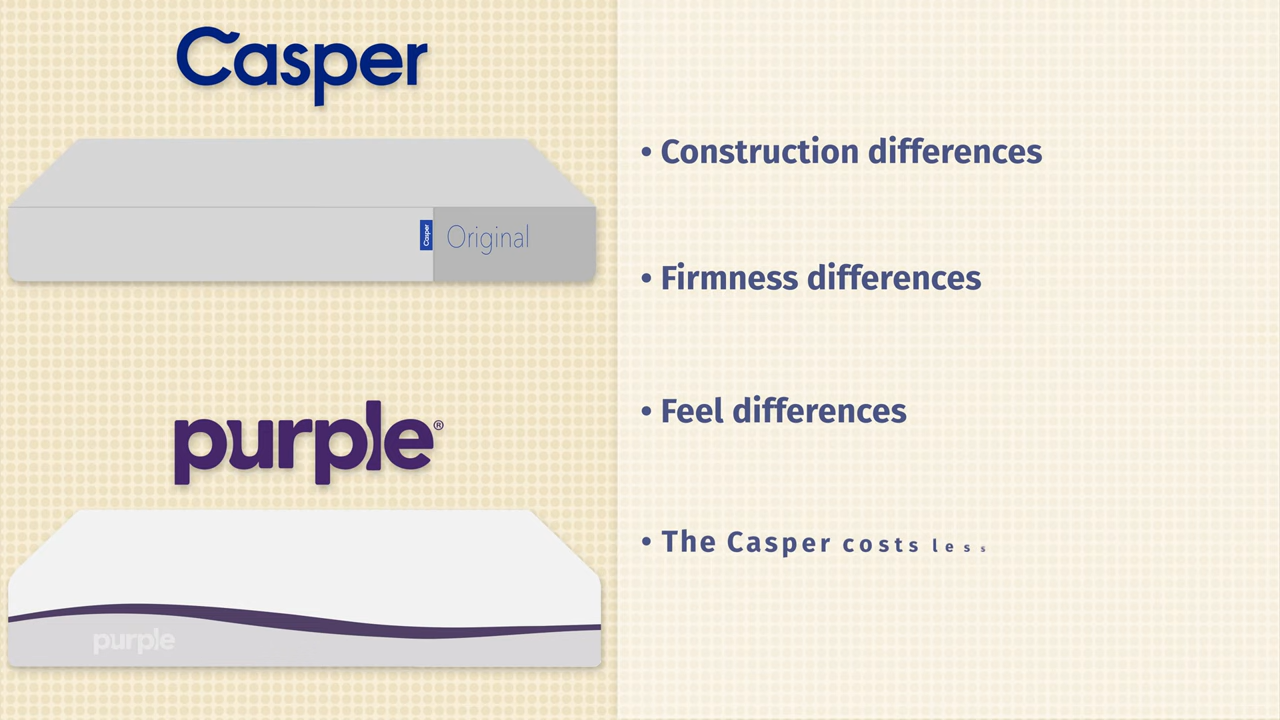 Casper
Casper
Original
purple®
purple
• Construction differences
• Firmness differences
• Feel differences
• The Casper costs less